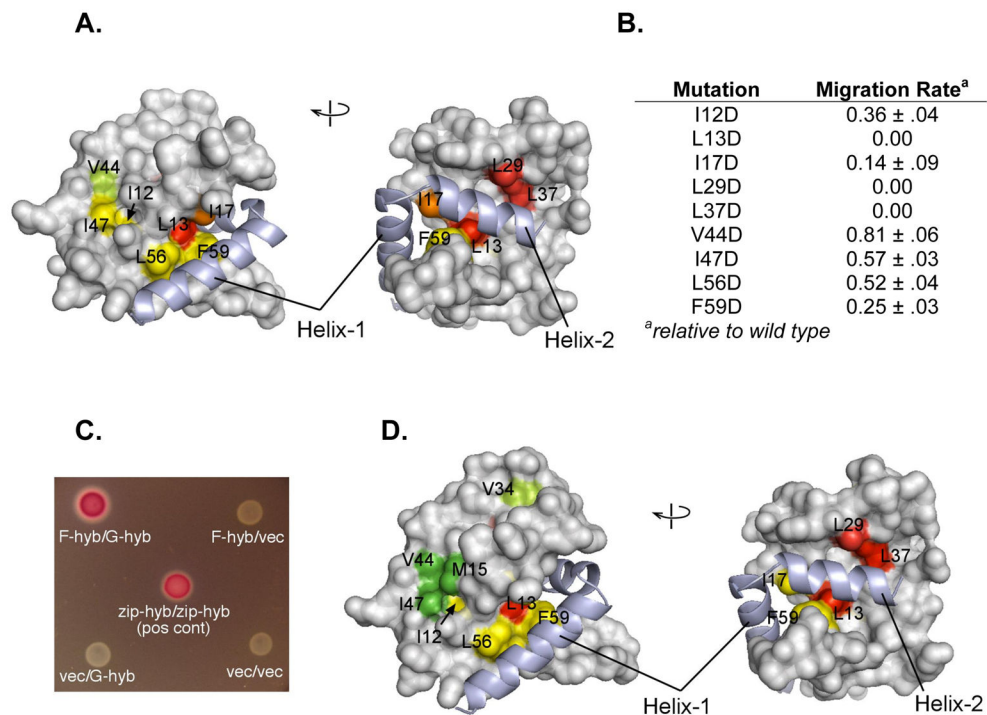 A.
V44
I12
I17
I47
L13
L56
F59
L29
L37
I17
F59
L13
Helix-1
Helix-2
B.
Mutation Migration Rateᵃ
I12D 0.36 ± .04
L13D 0.00
I17D 0.14 ± .09
L29D 0.00
L37D 0.00
V44D 0.81 ± .06
I47D 0.57 ± .03
L56D 0.52 ± .04
F59D 0.25 ± .03
ᵃrelative to wild type
C.
F-hyb/G-hyb
F-hyb/vec
zip-hyb/zip-hyb
(pos cont)
vec/G-hyb
vec/vec
D.
V34
V44
M15
I47
L13
I12
F59
L56
L29
L37
I17
F59
L13
Helix-1
Helix-2